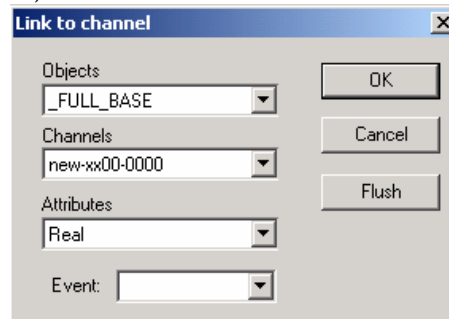 Link to channel
Objects
_FULL_BASE
OK
Channels
new-xx00-0000
Cancel
Attributes
Real
Flush
Event: